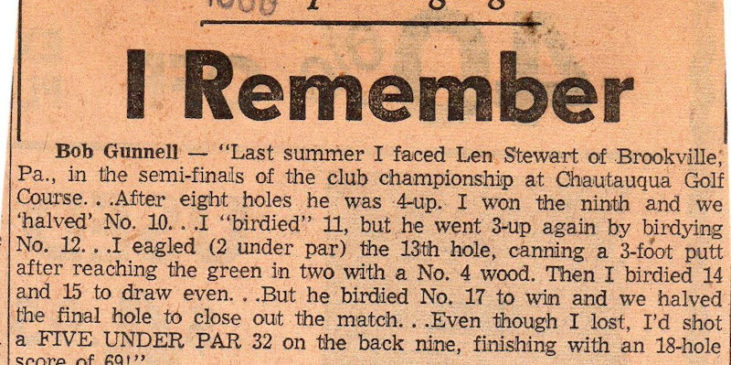 I Remember
Bob Gunnell — "Last summer I faced Len Stewart of Brookville,
Pa., in the semi-finals of the club championship at Chautauqua Golf
Course. . .After eight holes he was 4-up. I won the ninth and we
'halved' No. 10. . .I "birdied" 11, but he went 3-up again by birdying
No. 12. . .I eagled (2 under par) the 13th hole, canning a 3-foot putt
after reaching the green in two with a No. 4 wood. Then I birdied 14
and 15 to draw even. . .But he birdied No. 17 to win and we halved
the final hole to close out the match. . .Even though I lost, I'd shot
a FIVE UNDER PAR 32 on the back nine, finishing with an 18-hole
score of 69!"